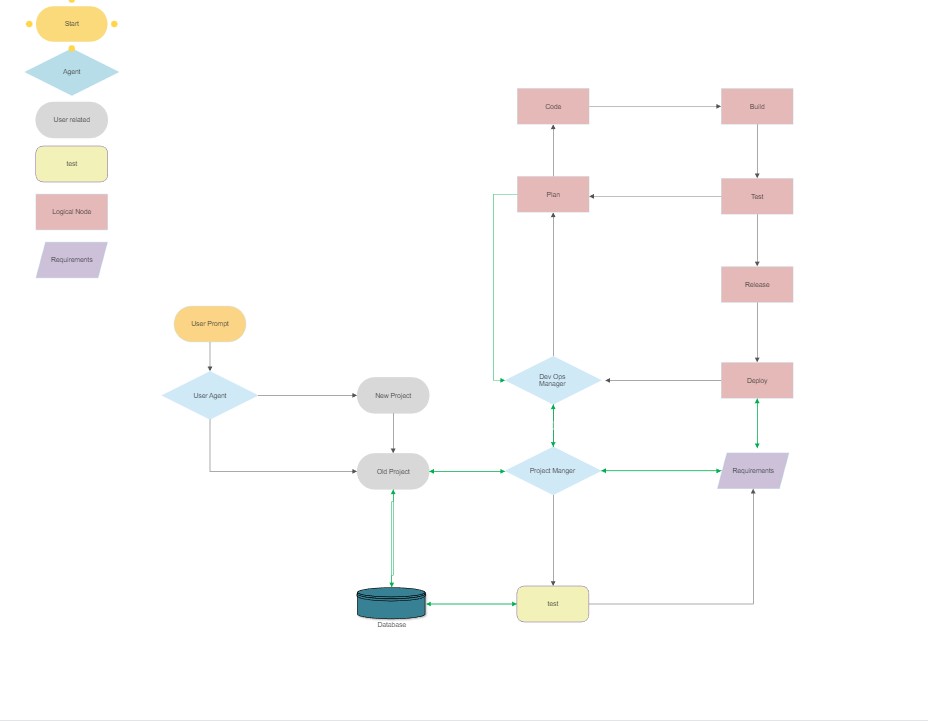 Start
Agent
User related
test
Logical Node
Requirements
Code
Build
Plan
Test
Release
User Prompt
Dev Ops
Manager
Deploy
User Agent
New Project
Old Project
Project Manger
Requirements
test
Database